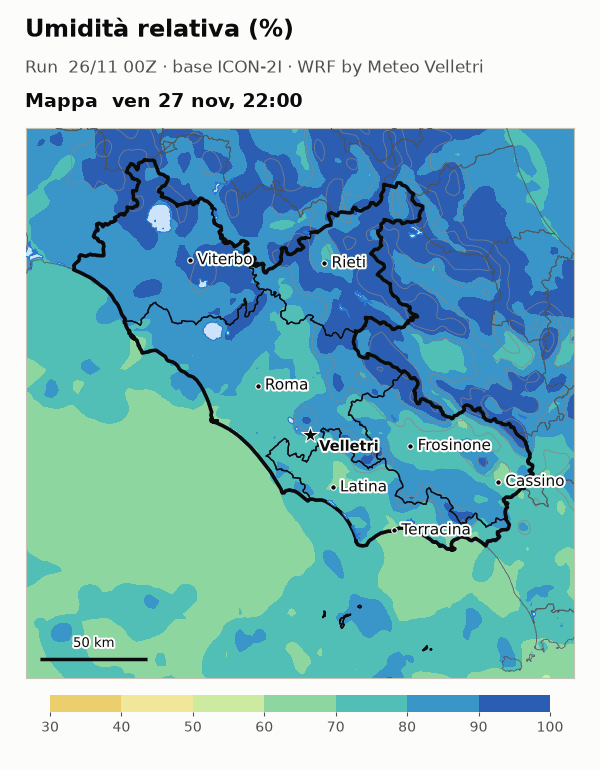 Umidità relativa (%)
Run  26/11 00Z · base ICON-2I · WRF by Meteo Velletri
Mappa  ven 27 nov, 22:00
Viterbo
Rieti
Roma
Velletri
Frosinone
Latina
Cassino
Terracina
50 km
30 40 50 60 70 80 90 100